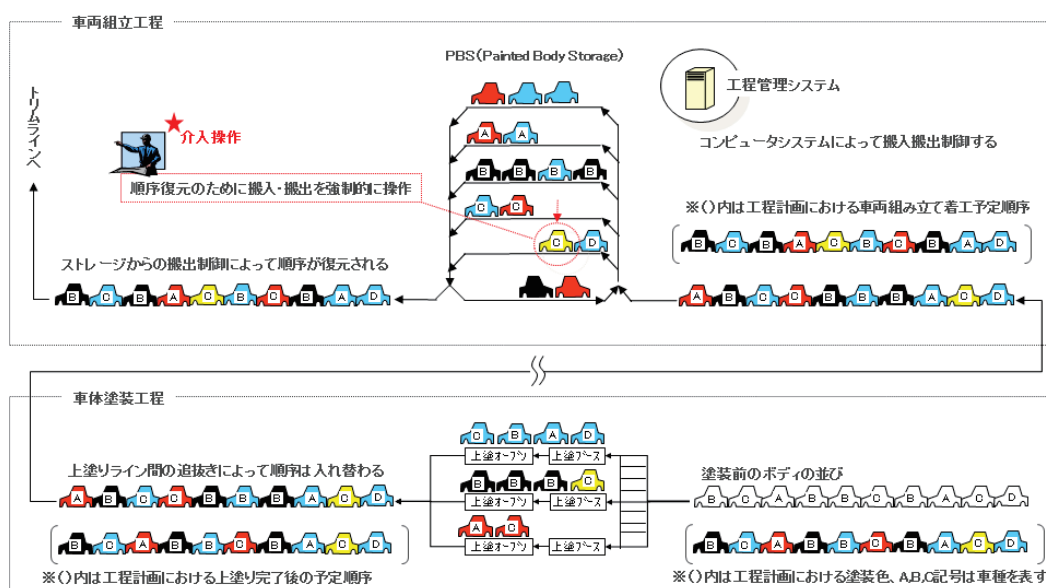 車両組立工程
PBS(Painted Body Storage)
工程管理システム
コンピュータシステムによって搬入搬出制御する
トリムラインへ
★介入操作
順序復元のために搬入・搬出を強制的に操作
A A
B B B B
C C
C D
※()内は工程計画における車両組み立て着工予定順序
B C B A C B C B A D
ストレージからの搬出制御によって順序が復元される
B C B A C B C B A D
A B C C B B B A C D
車体塗装工程
C B A D
上塗オーブン 上塗ブース
B B B C
上塗オーブン 上塗ブース
A C
上塗オーブン 上塗ブース
上塗りライン間の追抜きによって順序は入れ替わる
A B C C B B B A C D
B C A B B C B A C D
※()内は工程計画における上塗り完了後の予定順序
塗装前のボディの並び
B C A B B C B A C D
B C A B B C B A C D
※()内は工程計画における塗装色、A,B,C記号は車種を表す